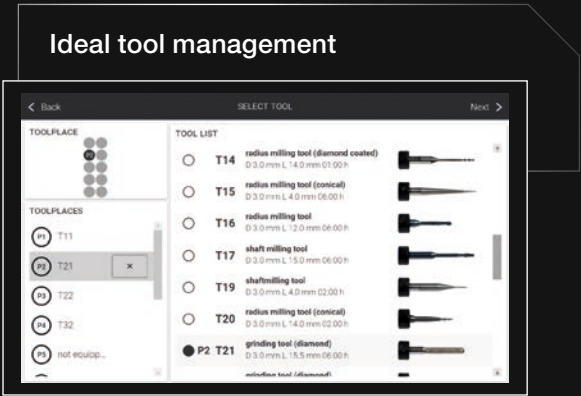 Ideal tool management
Back
SELECT TOOL
Next
TOOLPLACE
P2
TOOLPLACES
P1 T11
P2 T21 ×
P3 T22
P4 T32
P5 not equipp...
TOOL LIST
T14 radius milling tool (diamond coated)
D 3.0 mm L 14.0 mm 01:00 h
T15 radius milling tool (conical)
D 3.0 mm L 4.0 mm 06:00 h
T16 radius milling tool
D 3.0 mm L 12.0 mm 06:00 h
T17 shaft milling tool
D 3.0 mm L 15.0 mm 06:00 h
T19 shaftmilling tool
D 3.0 mm L 4.0 mm 02:00 h
T20 radius milling tool (conical)
D 3.0 mm L 14.0 mm 02:00 h
P2 T21 grinding tool (diamond)
D 3.0 mm L 15.5 mm 06:00 h
grinding tool (diamond)